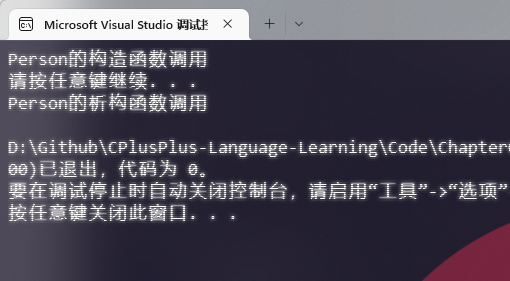 Microsoft Visual Studio 调试
Person的构造函数调用
请按任意键继续. . .
Person的析构函数调用
D:\Github\CPlusPlus-Language-Learning\Code\Chapter
00)已退出，代码为 0。
要在调试停止时自动关闭控制台，请启用“工具”->“选项”
按任意键关闭此窗口. . .